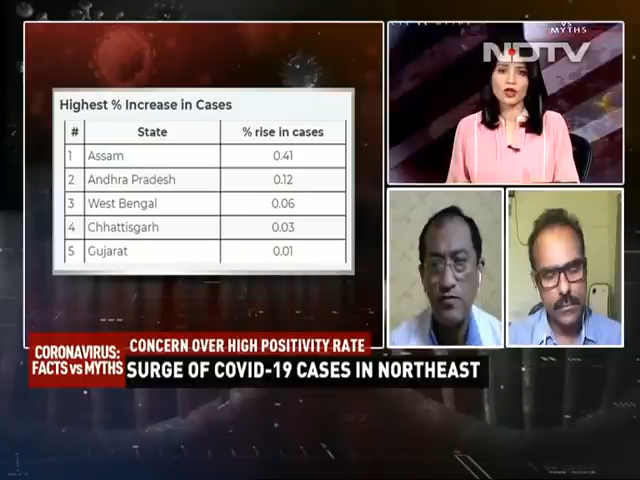 VS
MYTHS
NDTV
Highest % Increase in Cases
# State % rise in cases
1 Assam 0.41
2 Andhra Pradesh 0.12
3 West Bengal 0.06
4 Chhattisgarh 0.03
5 Gujarat 0.01
CORONAVIRUS:
FACTS vs MYTHS
CONCERN OVER HIGH POSITIVITY RATE
SURGE OF COVID-19 CASES IN NORTHEAST